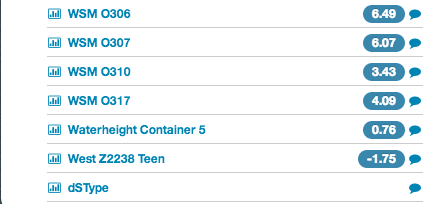 WSM O306 6.49
WSM O307 6.07
WSM O310 3.43
WSM O317 4.09
Waterheight Container 5 0.76
West Z2238 Teen -1.75
dSType